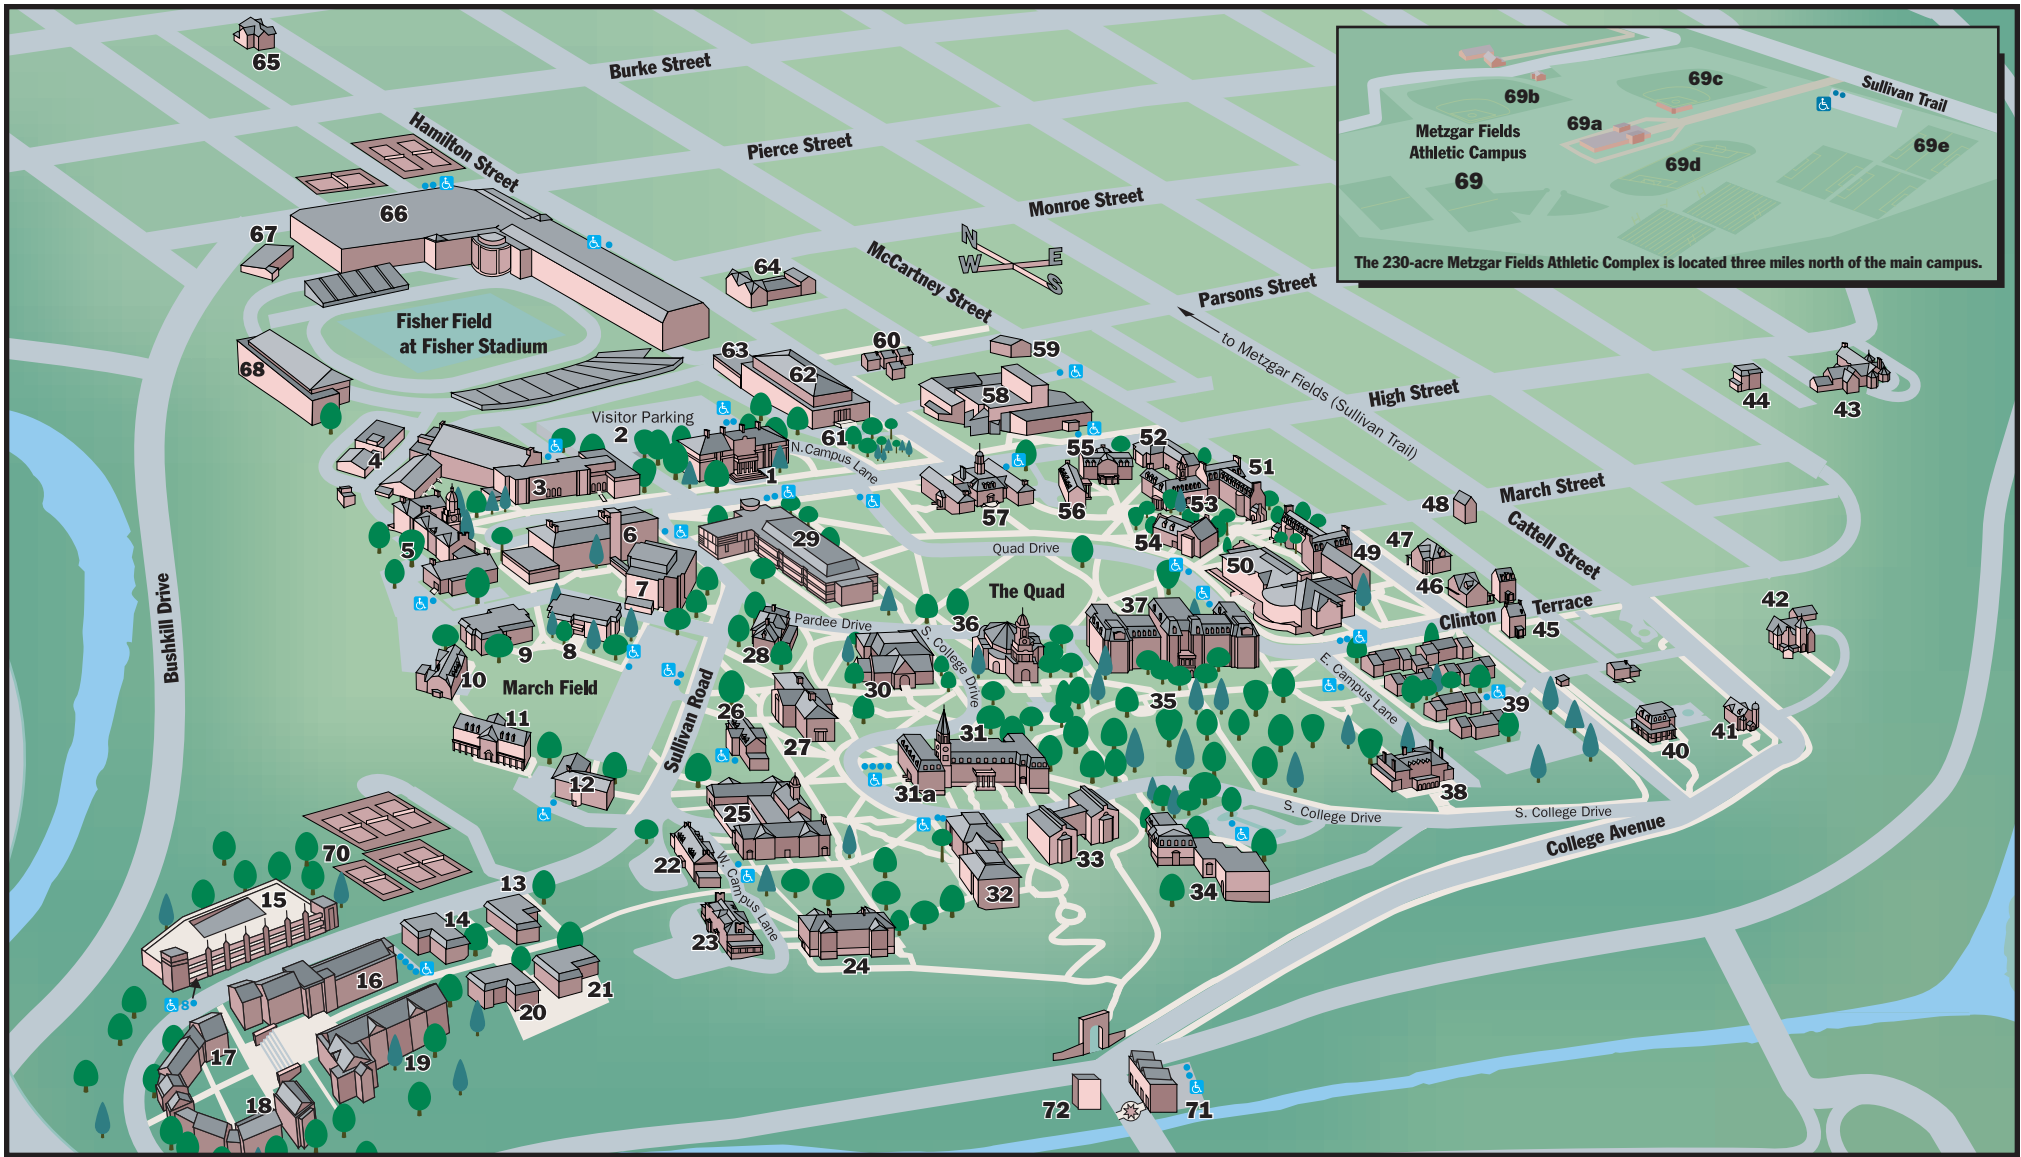 65
Burke Street
Hamilton Street
Pierce Street
Monroe Street
McCartney Street
Parsons Street
N
E
W
S
69c
69b
Sullivan Trail
69a
Metzgar Fields
Athletic Campus
69
69d
69e
The 230-acre Metzgar Fields Athletic Complex is located three miles north of the main campus.
66
67
64
Fisher Field
at Fisher Stadium
68
63
62
60
59
58
to Metzgar Fields (Sullivan Trail)
High Street
44
43
Visitor Parking
2
61
N. Campus Lane
1
4
3
5
6
7
29
57
56
55
52
51
53
54
50
49
48
47
46
45
March Street
Cattell Street
Clinton Terrace
42
Quad Drive
The Quad
Bushkill Drive
9
8
10
March Field
11
12
Sullivan Road
28
Pardee Drive
S. College Drive
36
37
30
35
E. Campus Lane
39
40
41
26
27
31
31a
38
S. College Drive
S. College Drive
College Avenue
25
22
W. Campus Lane
23
24
32
33
34
70
13
15
14
16
21
20
17
19
18
8
72
71